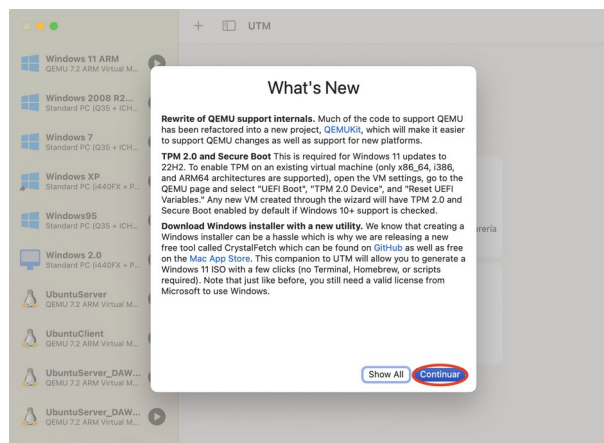 UTM
Windows 11 ARM
QEMU 7.2 ARM Virtual M...
Windows 2008 R2...
Standard PC (Q35 + ICH...
Windows 7
Standard PC (Q35 + ICH...
Windows XP
Standard PC (i440FX + P...
Windows95
Standard PC (Q35 + ICH...
Windows 2.0
Standard PC (i440FX + P...
UbuntuServer
QEMU 7.2 ARM Virtual M...
UbuntuClient
QEMU 7.2 ARM Virtual M...
UbuntuServer_DAW...
QEMU 7.2 ARM Virtual M...
UbuntuServer_DAW...
QEMU 7.2 ARM Virtual M...
What's New
Rewrite of QEMU support internals. Much of the code to support QEMU
has been refactored into a new project, QEMUKit, which will make it easier
to support QEMU changes as well as support for new platforms.
TPM 2.0 and Secure Boot This is required for Windows 11 updates to
22H2. To enable TPM on an existing virtual machine (only x86_64, i386,
and ARM64 architectures are supported), open the VM settings, go to the
QEMU page and select "UEFI Boot", "TPM 2.0 Device", and "Reset UEFI
Variables." Any new VM created through the wizard will have TPM 2.0 and
Secure Boot enabled by default if Windows 10+ support is checked.
Download Windows installer with a new utility. We know that creating a
Windows installer can be a hassle which is why we are releasing a new
free tool called CrystalFetch which can be found on GitHub as well as free
on the Mac App Store. This companion to UTM will allow you to generate a
Windows 11 ISO with a few clicks (no Terminal, Homebrew, or scripts
required). Note that just like before, you still need a valid license from
Microsoft to use Windows.
Show All
Continuar